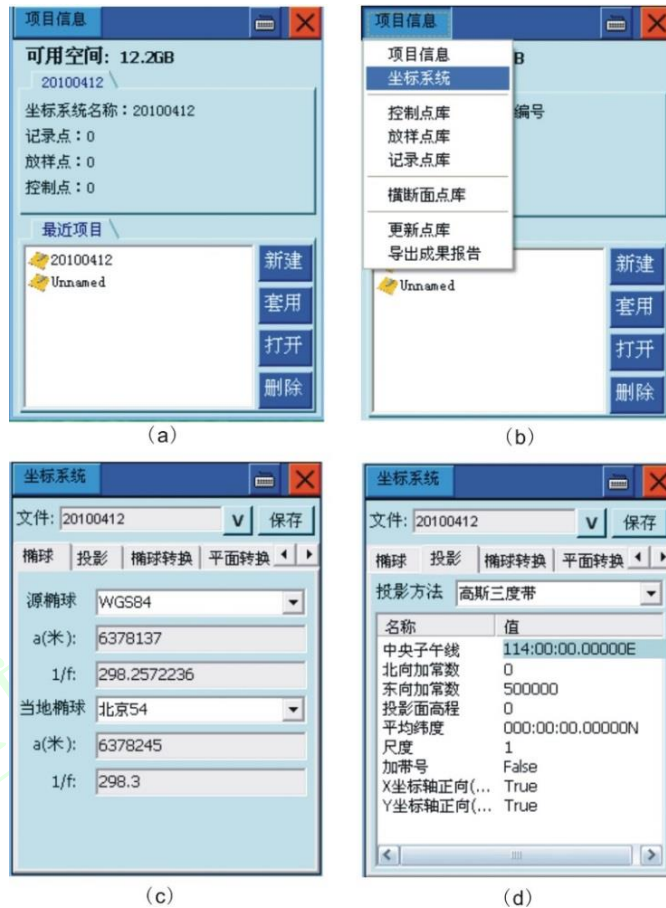 项目信息
可用空间: 12.2GB
20100412
坐标系统名称：20100412
记录点：0
放样点：0
控制点：0
最近项目
20100412
Unnamed
新建
套用
打开
删除
(a)
项目信息
项目信息
坐标系统
控制点库
放样点库
记录点库
横断面点库
更新点库
导出成果报告
B
编号
Unnamed
新建
套用
打开
删除
(b)
坐标系统
文件: 20100412 V 保存
椭球 投影 椭球转换 平面转换
源椭球 WGS84
a(米): 6378137
1/f: 298.2572236
当地椭球 北京54
a(米): 6378245
1/f: 298.3
(c)
坐标系统
文件: 20100412 V 保存
椭球 投影 椭球转换 平面转换
投影方法 高斯三度带
名称 值
中央子午线 114:00:00.00000E
北向加常数 0
东向加常数 500000
投影面高程 0
平均纬度 000:00:00.00000N
尺度 1
加带号 False
X坐标轴正向(... True
Y坐标轴正向(... True
(d)